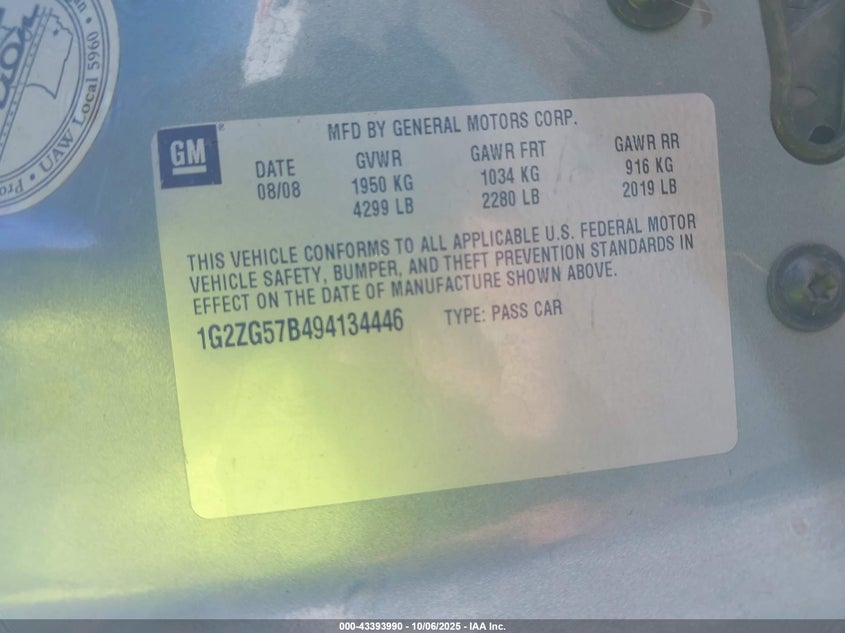 UAW Local 5960
GM
MFD BY GENERAL MOTORS CORP.
DATE GVWR GAWR FRT GAWR RR
08/08 1950 KG 1034 KG 916 KG
4299 LB 2280 LB 2019 LB
THIS VEHICLE CONFORMS TO ALL APPLICABLE U.S. FEDERAL MOTOR
VEHICLE SAFETY, BUMPER, AND THEFT PREVENTION STANDARDS IN
EFFECT ON THE DATE OF MANUFACTURE SHOWN ABOVE.
1G2ZG57B494134446 TYPE: PASS CAR
000-43393990 - 10/06/2025 - IAA Inc.